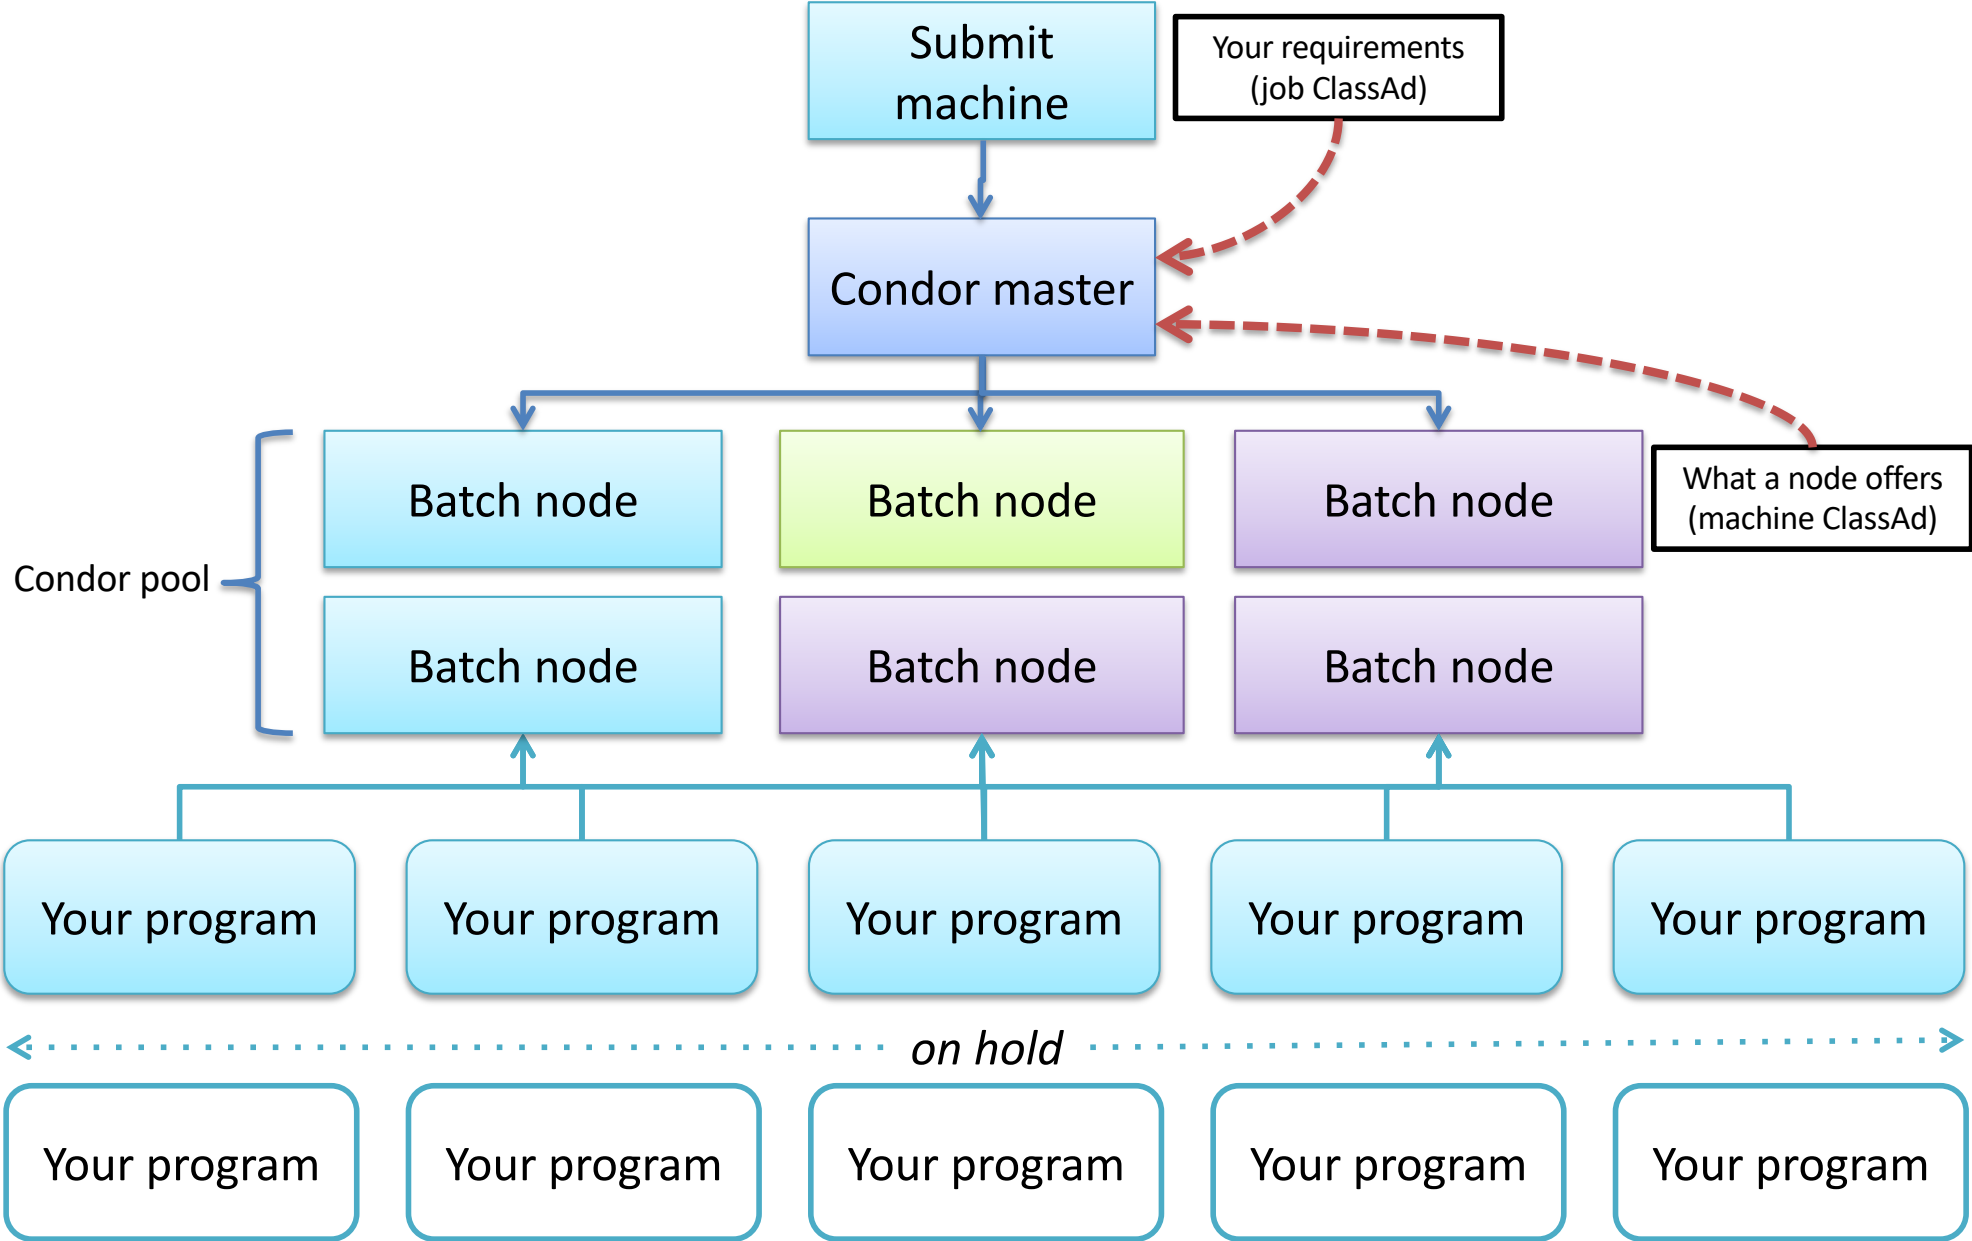 Submit
machine
Your requirements
(job ClassAd)
Condor master
Batch node
Batch node
Batch node
What a node offers
(machine ClassAd)
Condor pool
Batch node
Batch node
Batch node
Your program
Your program
Your program
Your program
Your program
on hold
Your program
Your program
Your program
Your program
Your program